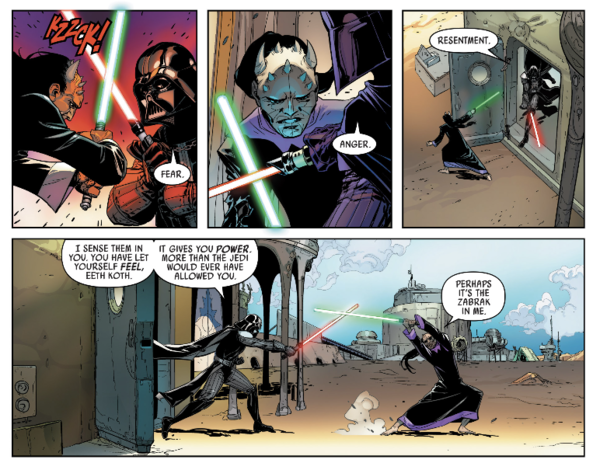 KZZCK!
FEAR.
ANGER.
RESENTMENT.
I SENSE THEM IN
YOU. YOU HAVE LET
YOURSELF FEEL,
EETH KOTH.
IT GIVES YOU POWER.
MORE THAN THE JEDI
WOULD EVER HAVE
ALLOWED YOU.
PERHAPS
IT'S THE
ZABRAK
IN ME.